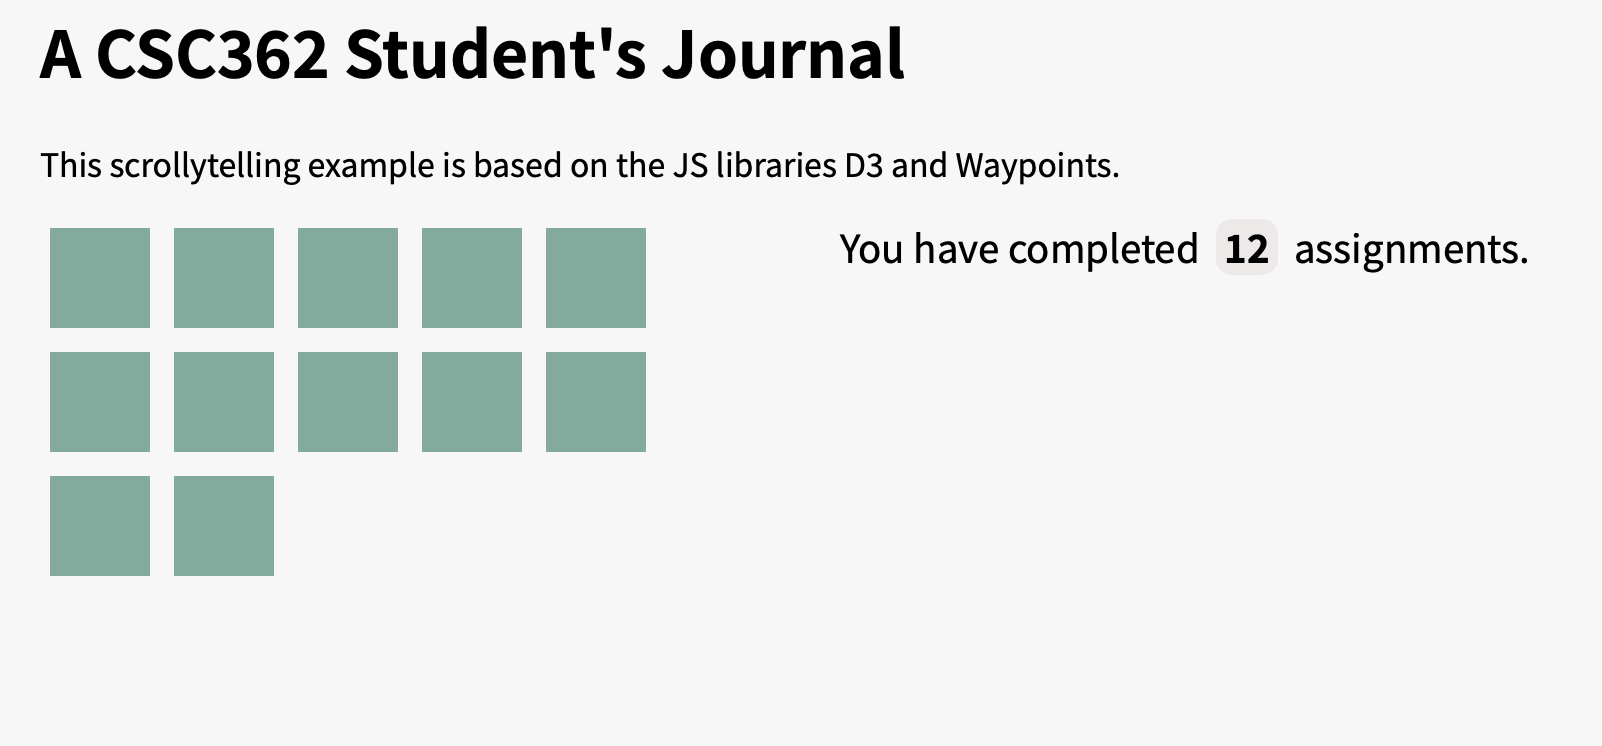 A CSC362 Student's Journal
This scrollytelling example is based on the JS libraries D3 and Waypoints.
You have completed 12 assignments.